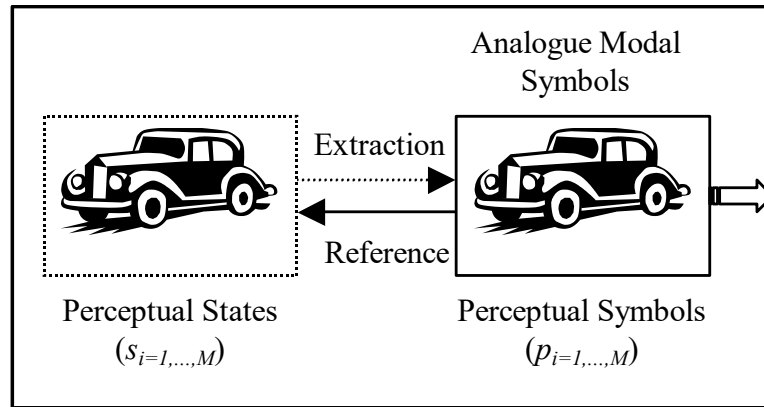 Analogue Modal
Symbols
Extraction
Reference
Perceptual States
(s_{i=1,...,M})
Perceptual Symbols
(p_{i=1,...,M})